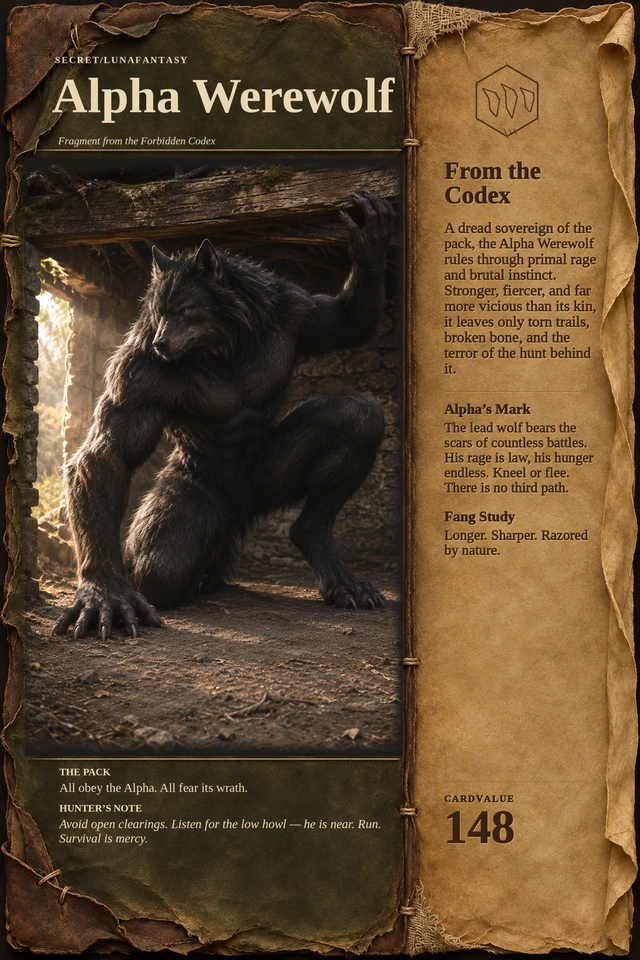 SECRET/LUNAFANTASY
Alpha Werewolf
Fragment from the Forbidden Codex
THE PACK
All obey the Alpha. All fear its wrath.
HUNTER’S NOTE
Avoid open clearings. Listen for the low howl — he is near. Run.
Survival is mercy.
From the
Codex
A dread sovereign of the
pack, the Alpha Werewolf
rules through primal rage
and brutal instinct.
Stronger, fiercer, and far
more vicious than its kin,
it leaves only torn trails,
broken bone, and the
terror of the hunt behind
it.
Alpha’s Mark
The lead wolf bears the
scars of countless battles.
His rage is law, his hunger
endless. Kneel or flee.
There is no third path.
Fang Study
Longer. Sharper. Razored
by nature.
CARDVALUE
148